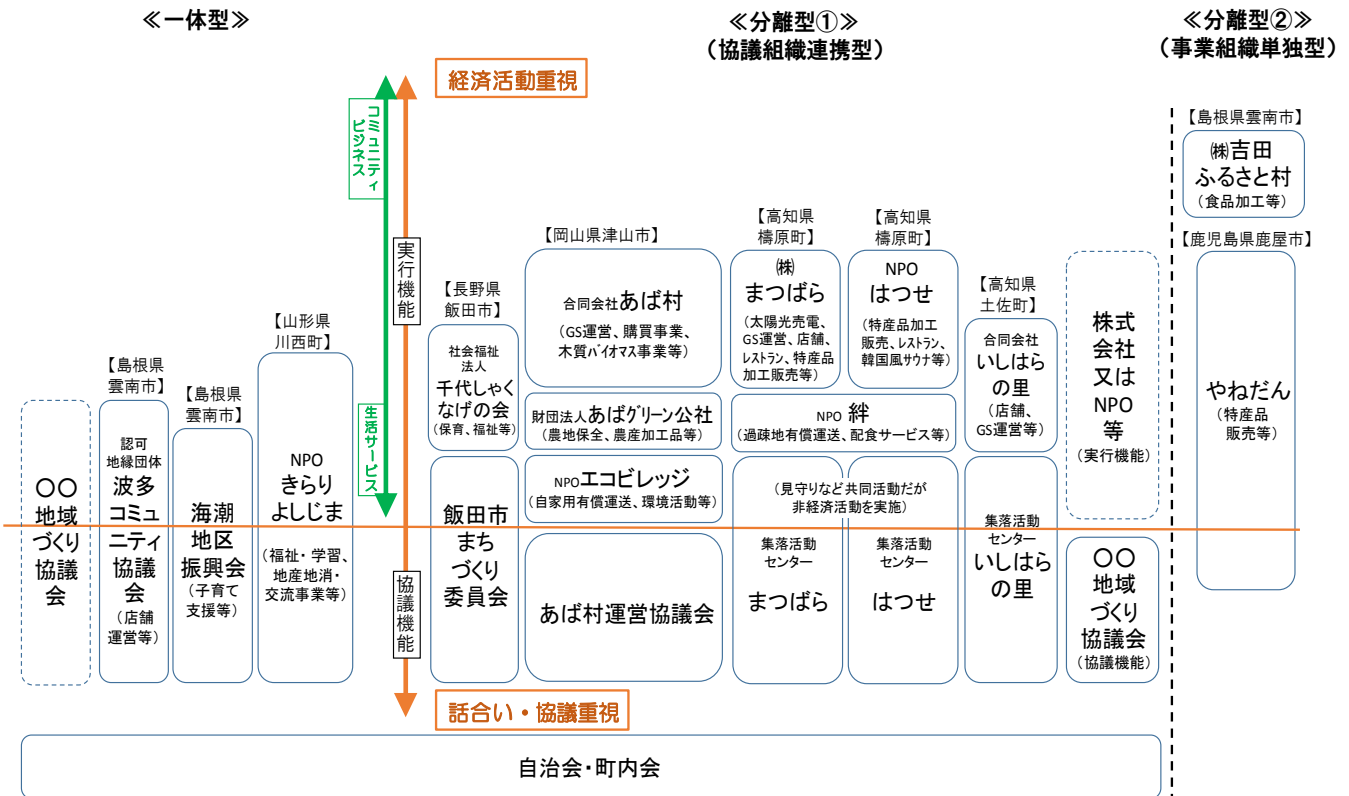 ≪一体型≫
≪分離型①≫
(協議組織連携型)
≪分離型②≫
(事業組織単独型)
経済活動重視
コミュニティ
ビジネス
生活サービス
実行機能
協議機能
話合い・協議重視
〇〇
地域
づくり
協議
会
【島根県
雲南市】
認可
地縁団体
波多
コミュ
ニティ
協議
会
(店舗
運営等)
【島根県
雲南市】
海潮
地区
振興会
(子育て
支援等)
【山形県
川西町】
NPO
きらり
よしじま
(福祉・学習、
地産地消・
交流事業等)
【長野県
飯田市】
社会福祉
法人
千代しゃく
なげの会
(保育、福祉等)
飯田市
まち
づくり
委員会
【岡山県津山市】
合同会社あば村
(GS運営、購買事業、
木質バイオマス事業等)
財団法人あばグリーン公社
(農地保全、農産加工品等)
NPOエコビレッジ
(自家用有償運送、環境活動等)
あば村運営協議会
【高知県
檮原町】
㈱
まつばら
(太陽光売電、
GS運営、店舗、
レストラン、特産品
加工販売等)
【高知県
檮原町】
NPO
はつせ
(特産品加工
販売、レストラン、
韓国風サウナ等)
NPO 絆
(過疎地有償運送、配食サービス等)
(見守りなど共同活動だが
非経済活動を実施)
集落活動
センター
まつばら
集落活動
センター
はつせ
【高知県
土佐町】
合同会社
いしはら
の里
(店舗、
GS運営等)
集落活動
センター
いしはら
の里
株式
会社
又は
NPO
等
(実行機能)
〇〇
地域
づくり
協議会
(協議機能)
【島根県雲南市】
㈱吉田
ふるさと村
(食品加工等)
【鹿児島県鹿屋市】
やねだん
(特産品
販売等)
自治会・町内会